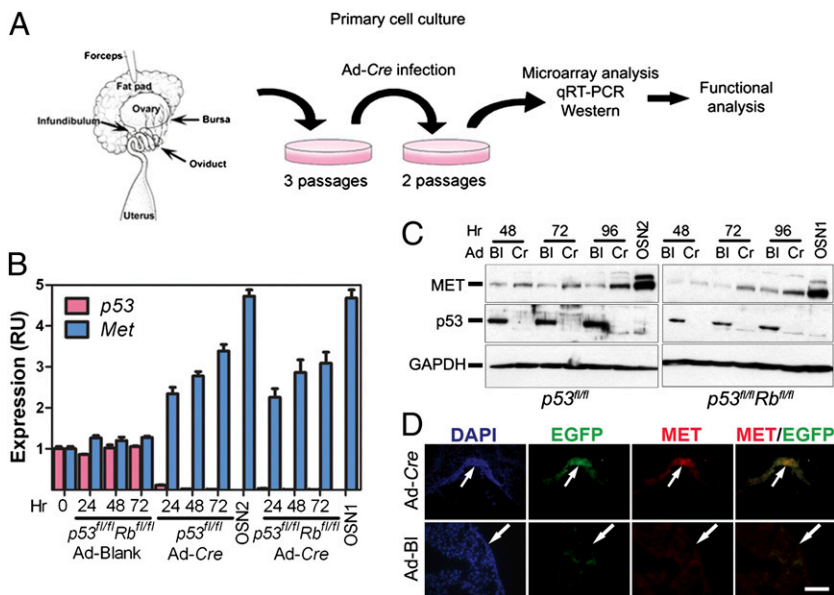 A
Primary cell culture
Forceps
Fat pad
Ovary
Infundibulum
Bursa
Oviduct
Uterus
Ad-Cre infection
3 passages
2 passages
Microarray analysis
qRT-PCR
Western
Functional
analysis
B
Expression (RU)
5
4
3
2
1
p53
Met
Hr
0 24 48 72 24 48 72 OSN2 24 48 72 OSN1
p53fl/flRbfl/fl p53fl/fl p53fl/flRbfl/fl
Ad-Blank Ad-Cre Ad-Cre
C
Hr 48 72 96 OSN2 48 72 96 OSN1
Ad Bl Cr Bl Cr Bl Cr Bl Cr Bl Cr Bl Cr
MET
p53
GAPDH
p53fl/fl p53fl/flRbfl/fl
D
DAPI EGFP MET MET/EGFP
Ad-Cre
Ad-Bl